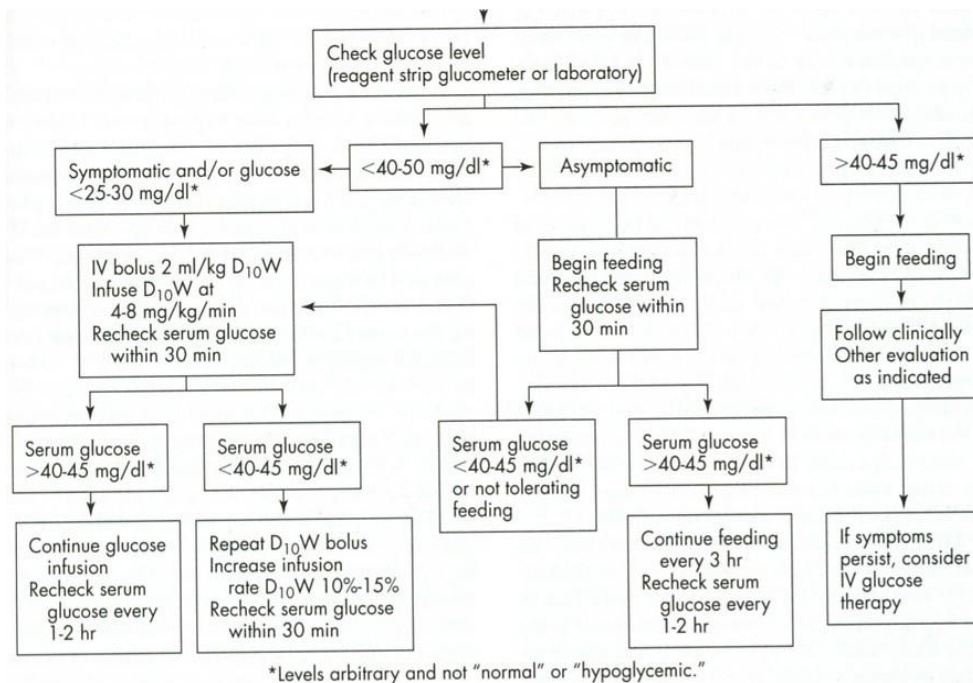 Check glucose level
(reagent strip glucometer or laboratory)
Symptomatic and/or glucose
<25-30 mg/dl*
<40-50 mg/dl*
Asymptomatic
>40-45 mg/dl*
IV bolus 2 ml/kg D10W
Infuse D10W at
4-8 mg/kg/min
Recheck serum glucose
within 30 min
Begin feeding
Recheck serum
glucose within
30 min
Begin feeding
Follow clinically
Other evaluation
as indicated
Serum glucose
>40-45 mg/dl*
Serum glucose
<40-45 mg/dl*
Serum glucose
<40-45 mg/dl*
or not tolerating
feeding
Serum glucose
>40-45 mg/dl*
Continue glucose
infusion
Recheck serum
glucose every
1-2 hr
Repeat D10W bolus
Increase infusion
rate D10W 10%-15%
Recheck serum glucose
within 30 min
Continue feeding
every 3 hr
Recheck serum
glucose every
1-2 hr
If symptoms
persist, consider
IV glucose
therapy
*Levels arbitrary and not “normal” or “hypoglycemic.”